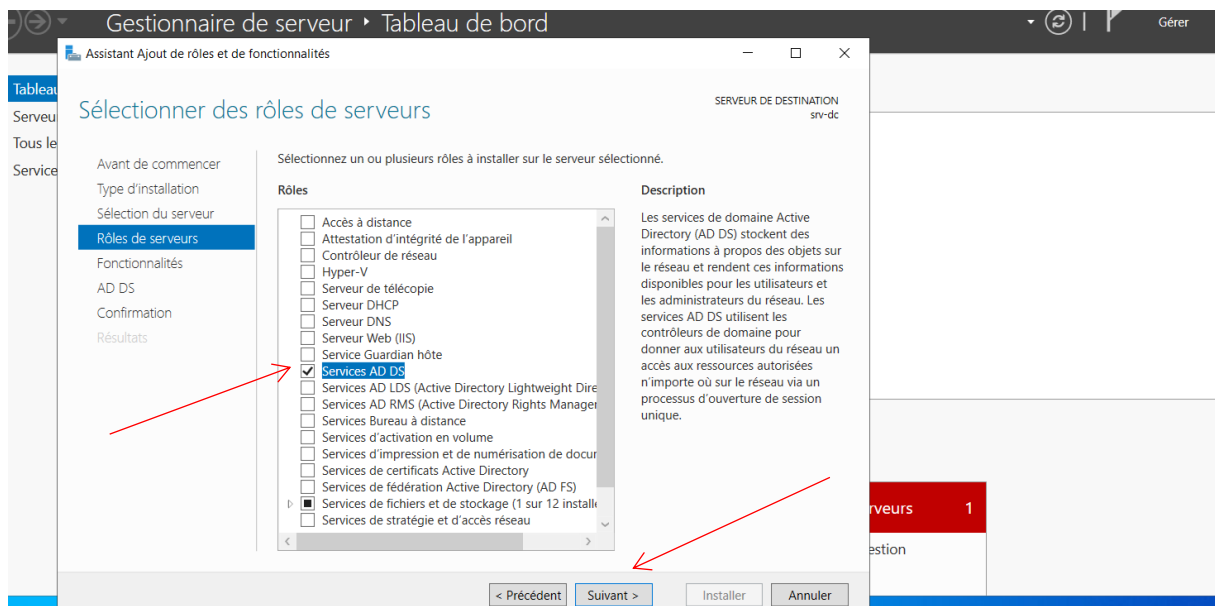 Gestionnaire de serveur ‣ Tableau de bord
Gérer
Assistant Ajout de rôles et de fonctionnalités
Tableau
Serveu
Tous le
Service
Sélectionner des rôles de serveurs
SERVEUR DE DESTINATION
srv-dc
Avant de commencer
Type d'installation
Sélection du serveur
Rôles de serveurs
Fonctionnalités
AD DS
Confirmation
Résultats
Sélectionnez un ou plusieurs rôles à installer sur le serveur sélectionné.
Rôles
Accès à distance
Attestation d'intégrité de l'appareil
Contrôleur de réseau
Hyper-V
Serveur de télécopie
Serveur DHCP
Serveur DNS
Serveur Web (IIS)
Service Guardian hôte
Services AD DS
Services AD LDS (Active Directory Lightweight Dire
Services AD RMS (Active Directory Rights Manager
Services Bureau à distance
Services d'activation en volume
Services d'impression et de numérisation de docur
Services de certificats Active Directory
Services de fédération Active Directory (AD FS)
Services de fichiers et de stockage (1 sur 12 installé
Services de stratégie et d'accès réseau
Description
Les services de domaine Active
Directory (AD DS) stockent des
informations à propos des objets sur
le réseau et rendent ces informations
disponibles pour les utilisateurs et
les administrateurs du réseau. Les
services AD DS utilisent les
contrôleurs de domaine pour
donner aux utilisateurs du réseau un
accès aux ressources autorisées
n'importe où sur le réseau via un
processus d'ouverture de session
unique.
rveurs 1
estion
< Précédent
Suivant >
Installer
Annuler